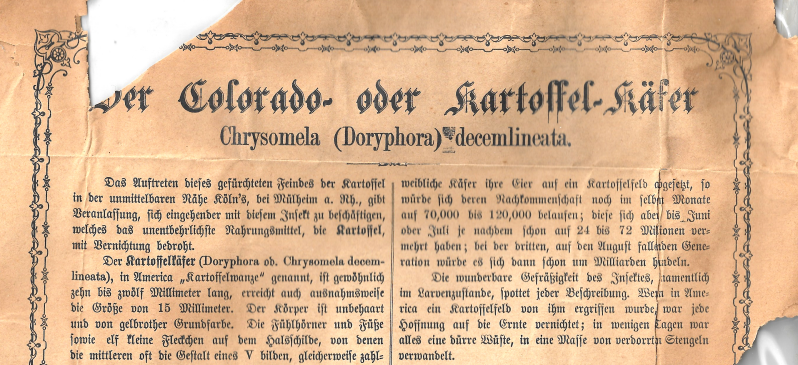 Der Colorado- oder Kartoffel-Käfer
Chrysomela (Doryphora) decemlineata.
Das Auftreten dieses gefürchteten Feindes der Kartoffel
in der unmittelbaren Nähe Köln's, bei Mülheim a. Rh., gibt
Veranlassung, sich eingehender mit diesem Insekt zu beschäftigen,
welches das unentbehrlichste Nahrungsmittel, die Kartoffel,
mit Vernichtung bedroht.
Der Kartoffelkäfer (Doryphora od. Chrysomela decem-
lineata), in America „Kartoffelwanze" genannt, ist gewöhnlich
zehn bis zwölf Millimeter lang, erreicht auch ausnahmsweise
die Größe von 15 Millimeter. Der Körper ist unbehaart
und von gelbrother Grundfarbe. Die Fühlhörner und Füße
sowie elf kleine Fleckchen auf dem Halsschilde, von denen
die mittleren oft die Gestalt eines V bilden, gleicherweise zahl-
weibliche Käfer ihre Eier auf ein Kartoffelfeld abgesetzt, so
würde sich deren Nachkommenschaft noch im selben Monate
auf 70,000 bis 120,000 belaufen; diese sich aber bis Juni
oder Juli je nachdem schon auf 24 bis 72 Milionen ver-
mehrt haben; bei der dritten, auf den August fallenden Gene-
ration würde es sich dann schon um Milliarden handeln.
Die wunderbare Gefräßigkeit des Insektes, namentlich
im Larvenzustande, spottet jeder Beschreibung. Wenn in Ame-
rica ein Kartoffelfeld von ihm ergriffen wurde, war jede
Hoffnung auf die Ernte vernichtet; in wenigen Tagen war
alles eine dürre Wüste, in eine Masse von verdorrten Stengeln
verwandelt.